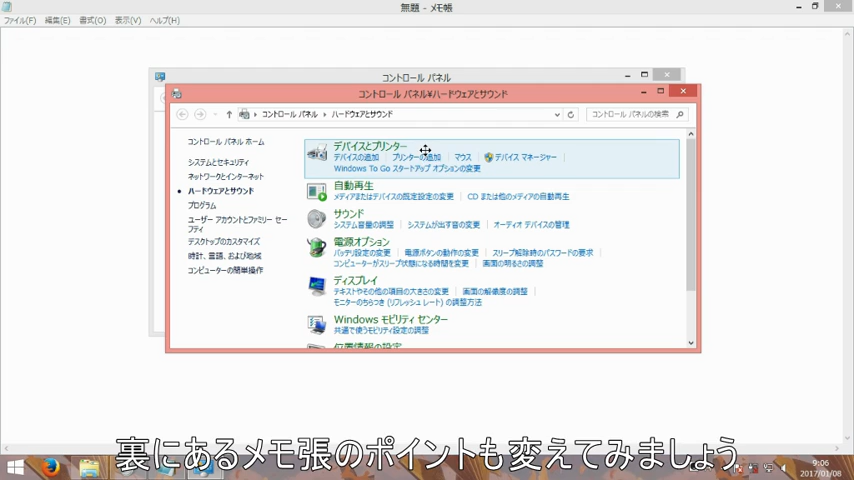 無題 - メモ帳
ファイル(F) 編集(E) 書式(O) 表示(V) ヘルプ(H)
コントロール パネル
コントロール パネル¥ハードウェアとサウンド
コントロール パネル ハードウェアとサウンド
コントロール パネルの検索
コントロール パネル ホーム
システムとセキュリティ
ネットワークとインターネット
ハードウェアとサウンド
プログラム
ユーザー アカウントとファミリー セー
フティ
デスクトップのカスタマイズ
時計、言語、および地域
コンピューターの簡単操作
デバイスとプリンター
デバイスの追加 プリンターの追加 マウス デバイス マネージャー
Windows To Go スタートアップ オプションの変更
自動再生
メディアまたはデバイスの既定設定の変更 CD または他のメディアの自動再生
サウンド
システム音量の調整 システムが出す音の変更 オーディオ デバイスの管理
電源オプション
バッテリ設定の変更 電源ボタンの動作の変更 スリープ解除時のパスワードの要求
コンピューターがスリープ状態になる時間を変更 画面の明るさの調整
ディスプレイ
テキストやその他の項目の大きさの変更 画面の解像度の調整
モニターのちらつき (リフレッシュ レート) の調整方法
Windows モビリティ センター
共通で使うモビリティ設定の調整
位置情報の設定
裏にあるメモ張のポイントも変えてみましょう
9:06
2017/01/08